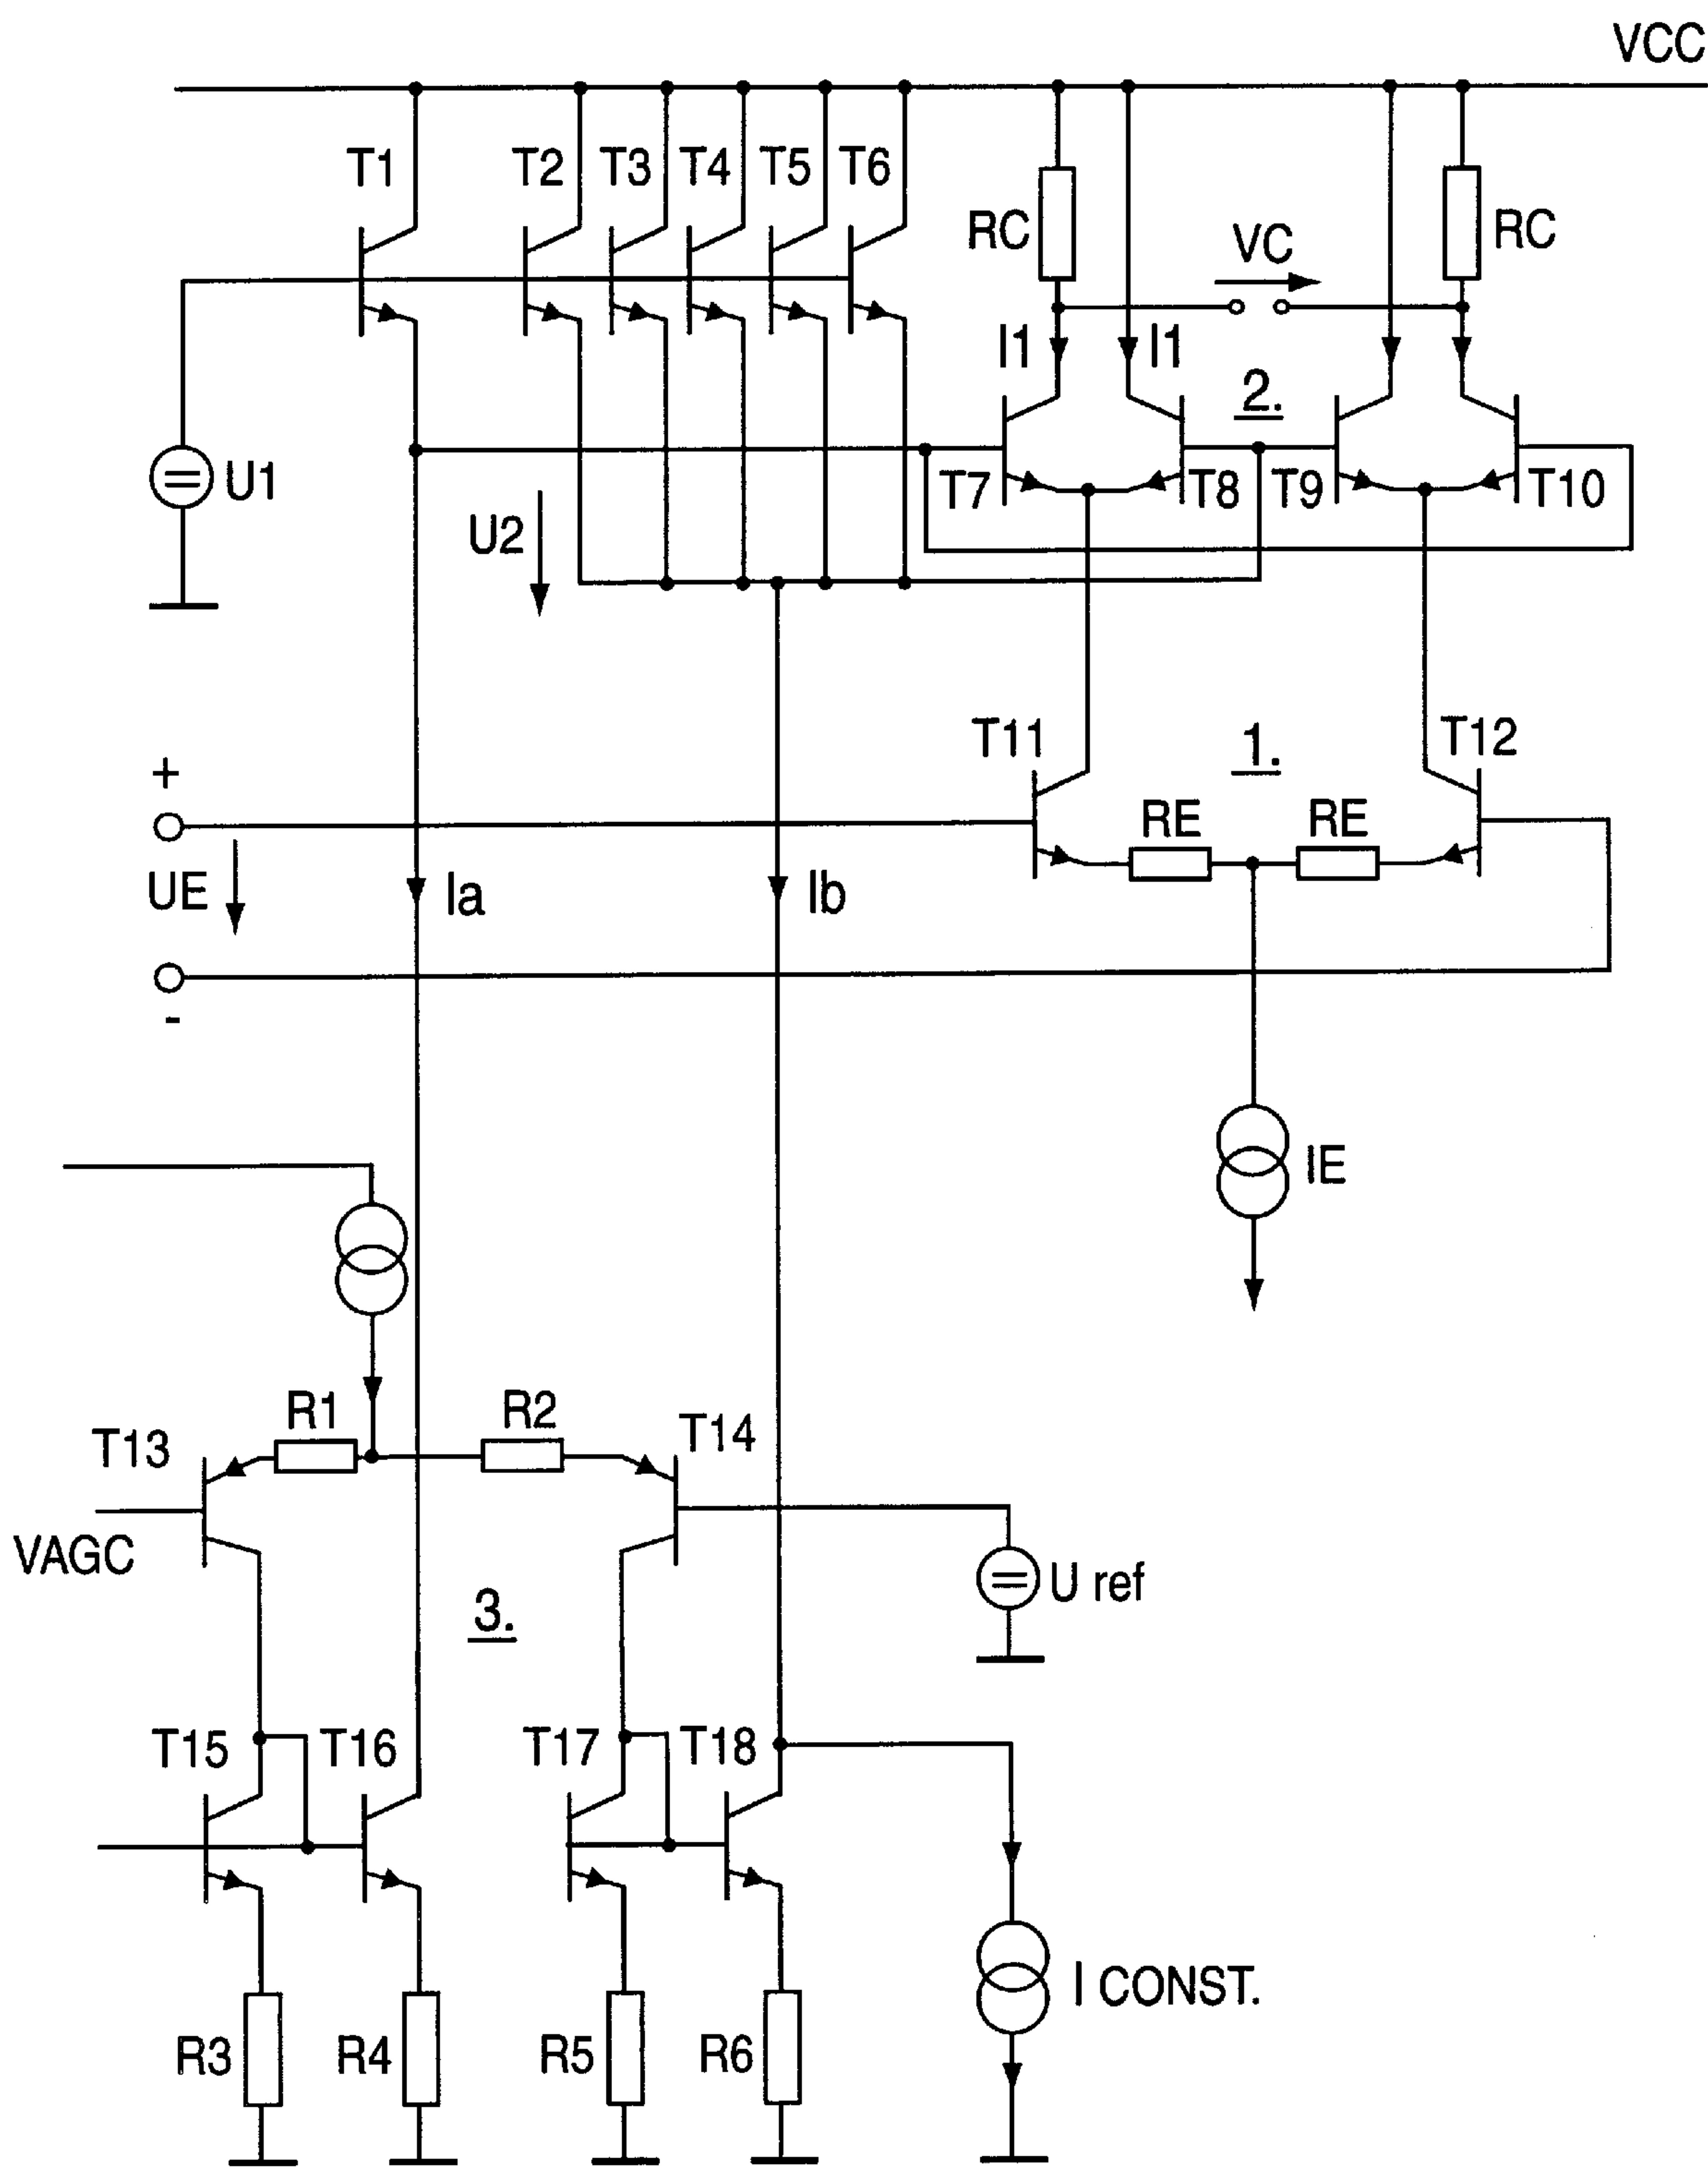 VCC
T1
T2
T3
T4
T5
T6
RC
VC
RC
I1
I1
2.
U1
U2
T7
T8
T9
T10
T11
1.
T12
+
RE
RE
UE
Ia
Ib
-
IE
R1
R2
T13
T14
VAGC
U ref
3.
T15
T16
T17
T18
I CONST.
R3
R4
R5
R6